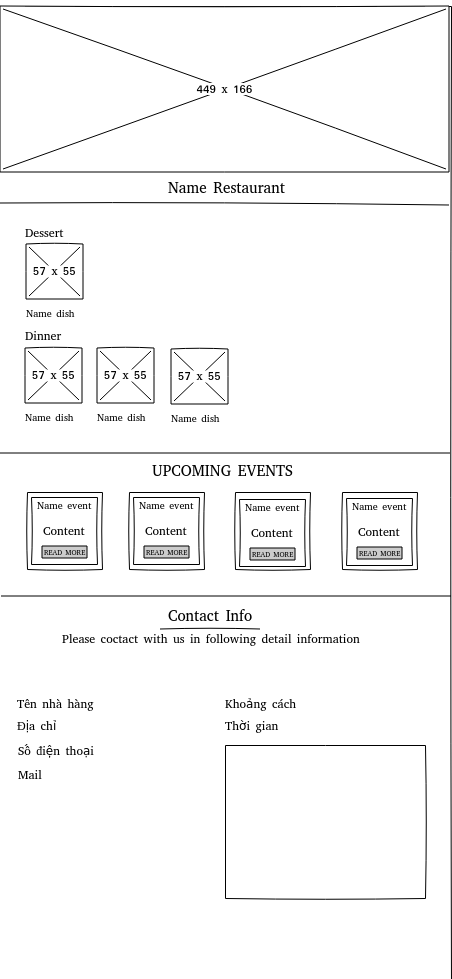 449 x 166
Name Restaurant
Dessert
57 x 55
Name dish
Dinner
57 x 55 57 x 55 57 x 55
Name dish Name dish Name dish
UPCOMING EVENTS
Name event Name event Name event Name event
Content Content Content Content
READ MORE READ MORE READ MORE READ MORE
Contact Info
Please coctact with us in following detail information
Tên nhà hàng Khoảng cách
Địa chỉ Thời gian
Số điện thoại
Mail